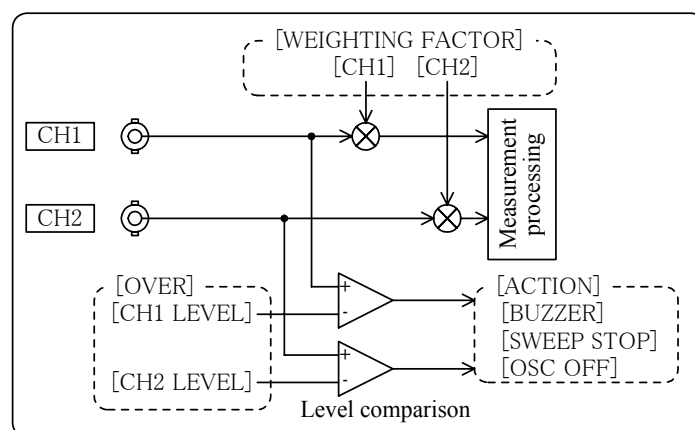 [WEIGHTING FACTOR]
[CH1] [CH2]
CH1
CH2
Measurement
processing
[OVER]
[CH1 LEVEL]
[CH2 LEVEL]
+
-
+
-
[ACTION]
[BUZZER]
[SWEEP STOP]
[OSC OFF]
Level comparison